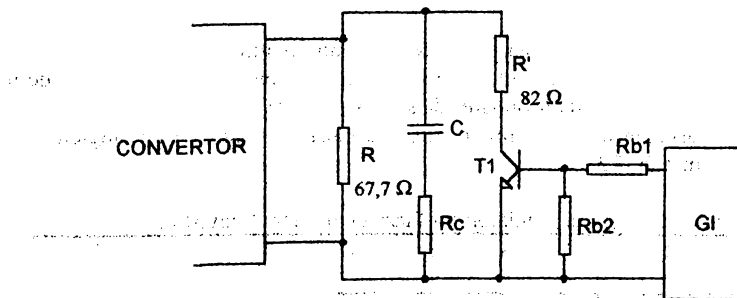 R'
82 Ω
C
CONVERTOR
R
67,7 Ω
T1
Rb1
Rc
Rb2
GI